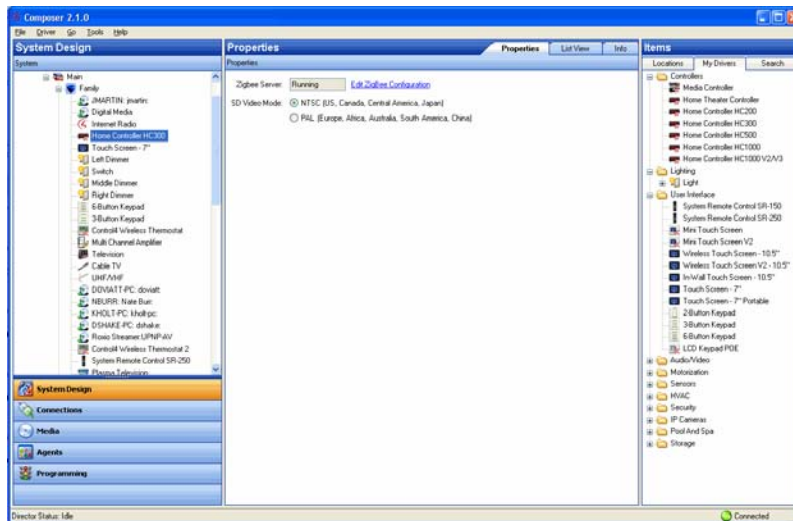 Composer 2.1.0
File Driver Go Tools Help
System Design
System
Main
Family
JMARTIN: jmartin:
Digital Media
Internet Radio
Home Controller HC300
Touch Screen - 7"
Left Dimmer
Switch
Middle Dimmer
Right Dimmer
6-Button Keypad
3-Button Keypad
Control4 Wireless Thermostat
Multi Channel Amplifier
Television
Cable TV
UHF/VHF
DOVIATT-PC: doviatt:
NBURR: Nate Burr:
KHOLT-PC: kholt-pc:
DSHAKE-PC: dshake:
Roxio Streamer:UPNP-AV
Control4 Wireless Thermostat 2
System Remote Control SR-250
Plasma Television
System Design
Connections
Media
Agents
Programming
Director Status: Idle
Properties
Properties List View Info
Properties
Zigbee Server: Running Edit ZigBee Configuration
SD Video Mode: NTSC (US, Canada, Central America, Japan)
PAL (Europe, Africa, Australia, South America, China)
Items
Locations My Drivers Search
Controllers
Media Controller
Home Theater Controller
Home Controller HC200
Home Controller HC300
Home Controller HC500
Home Controller HC1000
Home Controller HC1000 V2/V3
Lighting
Light
User Interface
System Remote Control SR-150
System Remote Control SR-250
Mini Touch Screen
Mini Touch Screen V2
Wireless Touch Screen - 10.5"
Wireless Touch Screen V2 - 10.5"
In-Wall Touch Screen - 10.5"
Touch Screen - 7"
Touch Screen - 7" Portable
2-Button Keypad
3-Button Keypad
6-Button Keypad
LCD Keypad POE
Audio/Video
Motorization
Sensors
HVAC
Security
IP Cameras
Pool And Spa
Storage
Connected